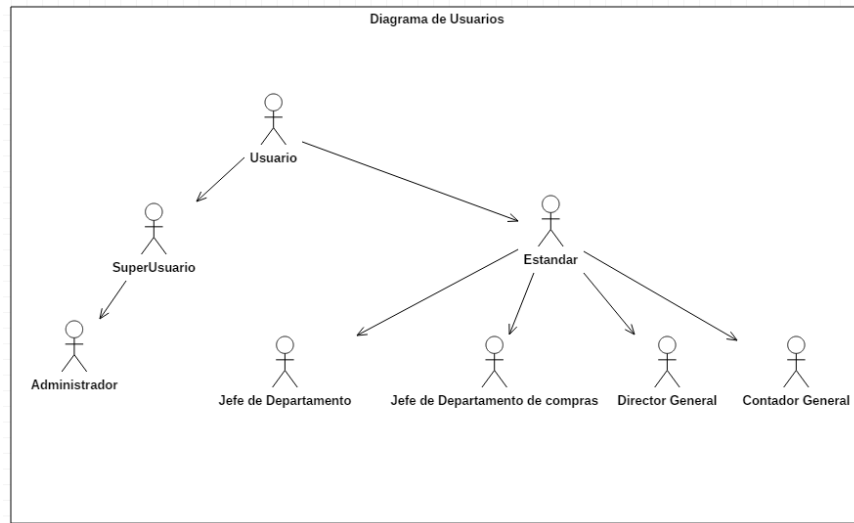 Diagrama de Usuarios
Usuario
Estandar
SuperUsuario
Administrador
Jefe de Departamento
Jefe de Departamento de compras
Director General
Contador General